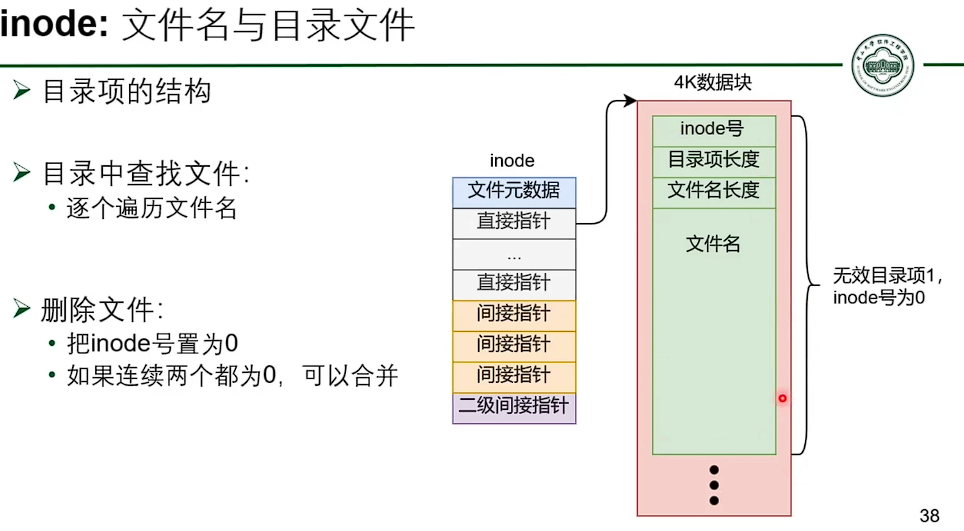 inode: 文件名与目录文件
目录项的结构
目录中查找文件:
逐个遍历文件名
删除文件:
把inode号置为0
如果连续两个都为0，可以合并
inode
文件元数据
直接指针
...
直接指针
间接指针
间接指针
间接指针
二级间接指针
4K数据块
inode号
目录项长度
文件名长度
文件名
无效目录项1，
inode号为0
38